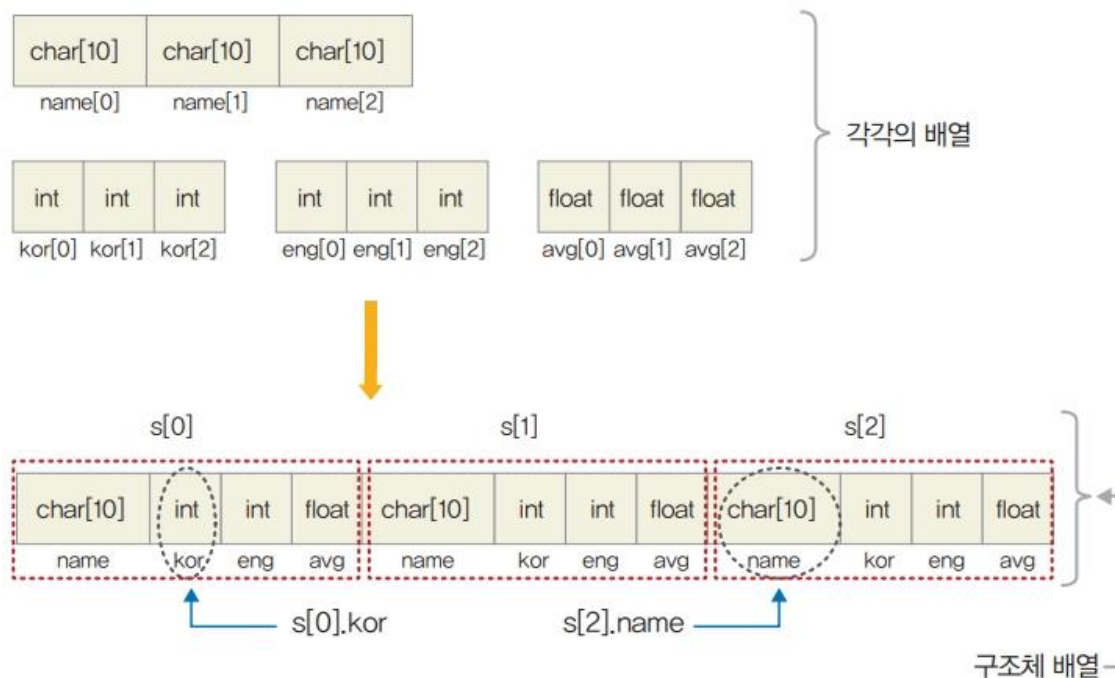 char[10] char[10] char[10]
name[0] name[1] name[2]
각각의 배열
int int int int int int float float float
kor[0] kor[1] kor[2] eng[0] eng[1] eng[2] avg[0] avg[1] avg[2]
s[0] s[1] s[2]
char[10] int int float char[10] int int float char[10] int int float
name kor eng avg name kor eng avg name kor eng avg
s[0].kor s[2].name
구조체 배열